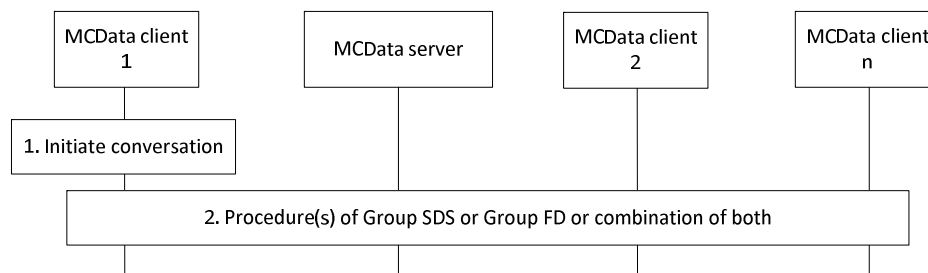 MCData client
1
MCData server
MCData client
2
MCData client
n
1. Initiate conversation
2. Procedure(s) of Group SDS or Group FD or combination of both